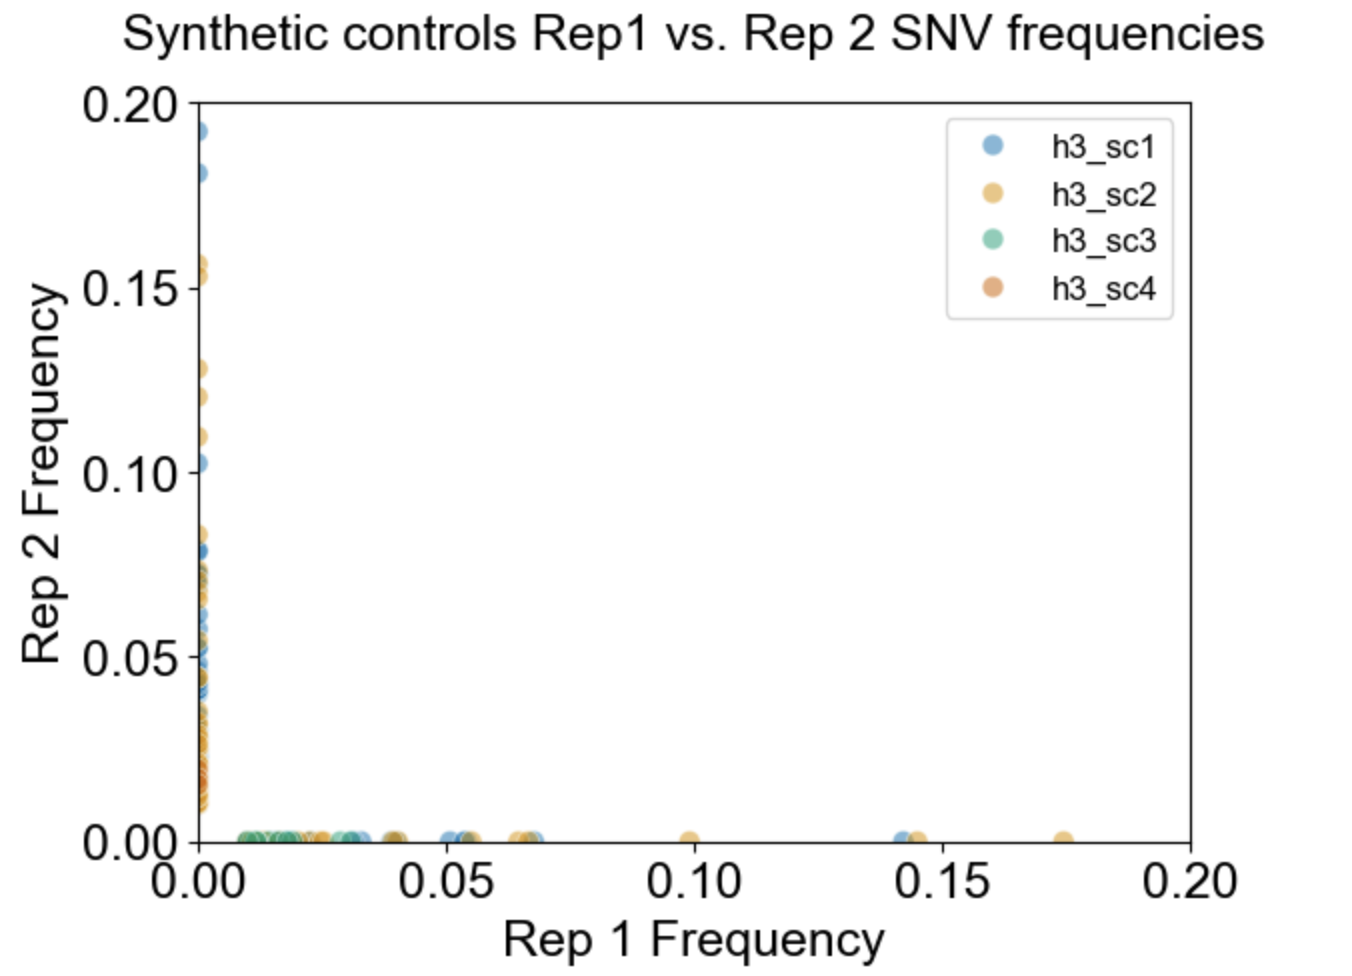 Synthetic controls Rep1 vs. Rep 2 SNV frequencies
0.20
0.15
0.10
0.05
0.00
Rep 2 Frequency
h3_sc1
h3_sc2
h3_sc3
h3_sc4
0.00 0.05 0.10 0.15 0.20
Rep 1 Frequency